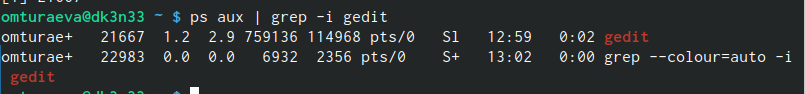 omturaeva@dk3n33 ~ $ ps aux | grep -i gedit
omturae+   21667  1.2  2.9 759136 114968 pts/0   Sl   12:59   0:02 gedit
omturae+   22983  0.0  0.0   6932  2356 pts/0    S+   13:02   0:00 grep --colour=auto -i
 gedit
omturaeva@dk3n33 ~ $